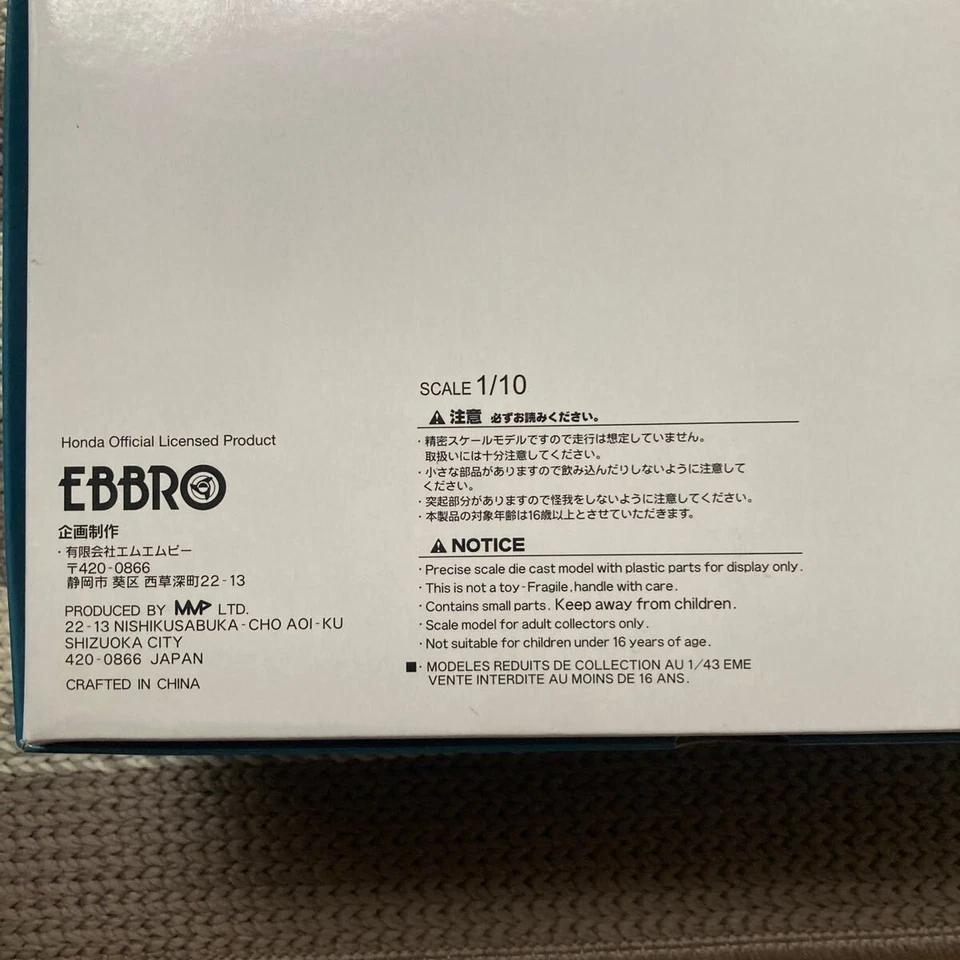 Honda Official Licensed Product
EBBRO
企画制作
・有限会社エムエムピー
〒420-0866
静岡市 葵区 西草深町22-13
PRODUCED BY MMP LTD.
22-13 NISHIKUSABUKA-CHO AOI-KU
SHIZUOKA CITY
420-0866 JAPAN
CRAFTED IN CHINA
SCALE 1/10
⚠ 注意 必ずお読みください。
・精密スケールモデルですので走行は想定していません。
取扱いには十分注意してください。
・小さな部品がありますので飲み込んだりしないように注意して
ください。
・突起部分がありますので怪我をしないように注意してください。
・本製品の対象年齢は16歳以上とさせていただきます。
⚠ NOTICE
・Precise scale die cast model with plastic parts for display only.
・This is not a toy-Fragile,handle with care.
・Contains small parts. Keep away from children.
・Scale model for adult collectors only.
・Not suitable for children under 16 years of age.
■・MODELES REDUITS DE COLLECTION AU 1/43 EME
VENTE INTERDITE AU MOINS DE 16 ANS.